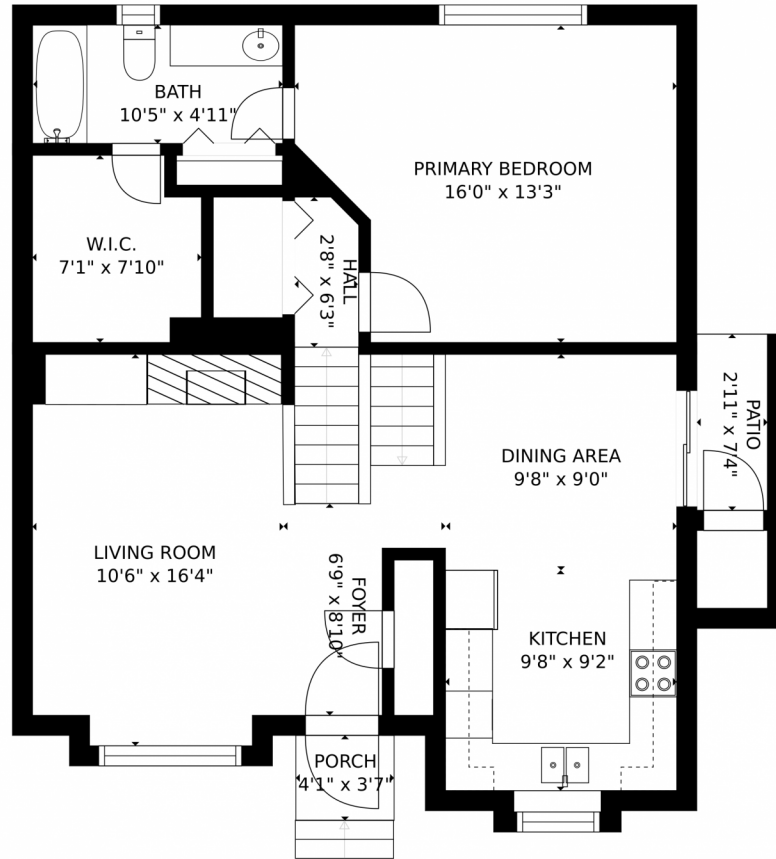 BATH
10'5" x 4'11"
PRIMARY BEDROOM
16'0" x 13'3"
W.I.C.
7'1" x 7'10"
HALL
2'8" x 6'3"
PATIO
2'11" x 7'4"
DINING AREA
9'8" x 9'0"
LIVING ROOM
10'6" x 16'4"
FOYER
6'9" x 8'10"
KITCHEN
9'8" x 9'2"
PORCH
4'1" x 3'7"